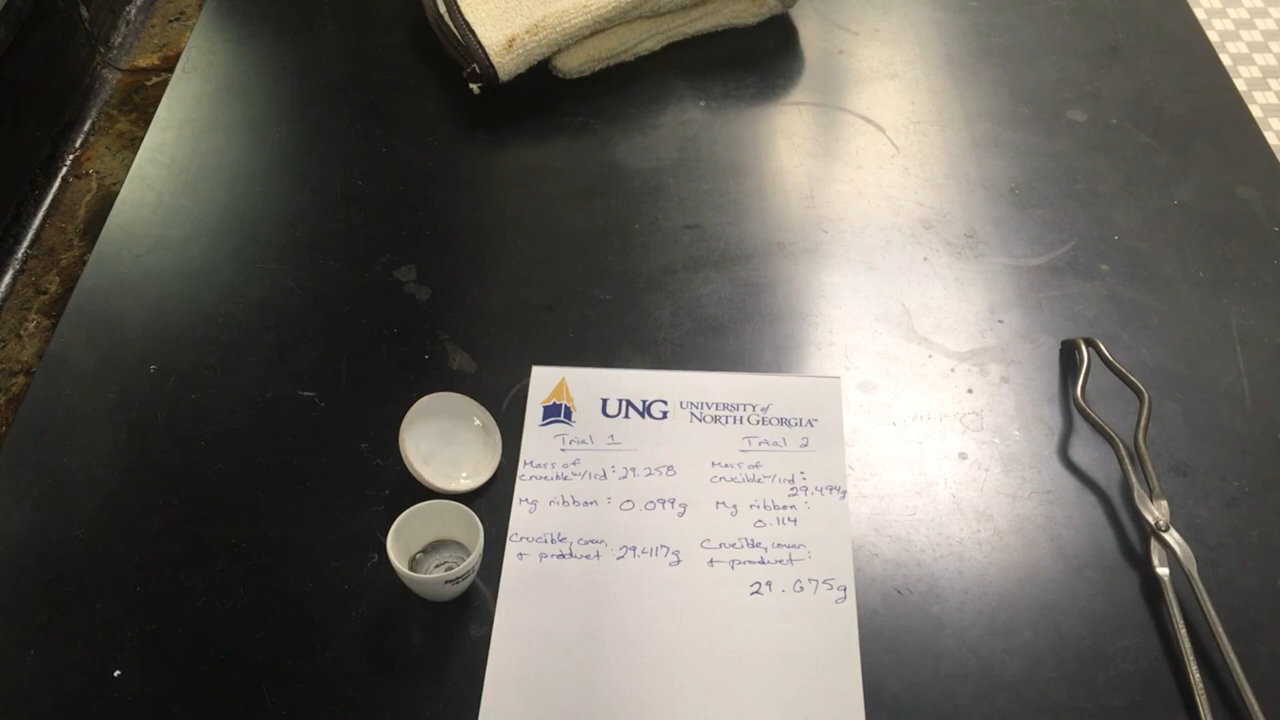 UNG UNIVERSITY of
NORTH GEORGIA™
Trial 1
Mass of
crucible w/lid: 29.258
Mg ribbon: 0.099g
Crucible, cover,
+ product: 29.417g
Trial 2
Mass of
crucible w/lid:
29.494g
Mg ribbon:
0.114
Crucible, cover
+ product:
29.675g